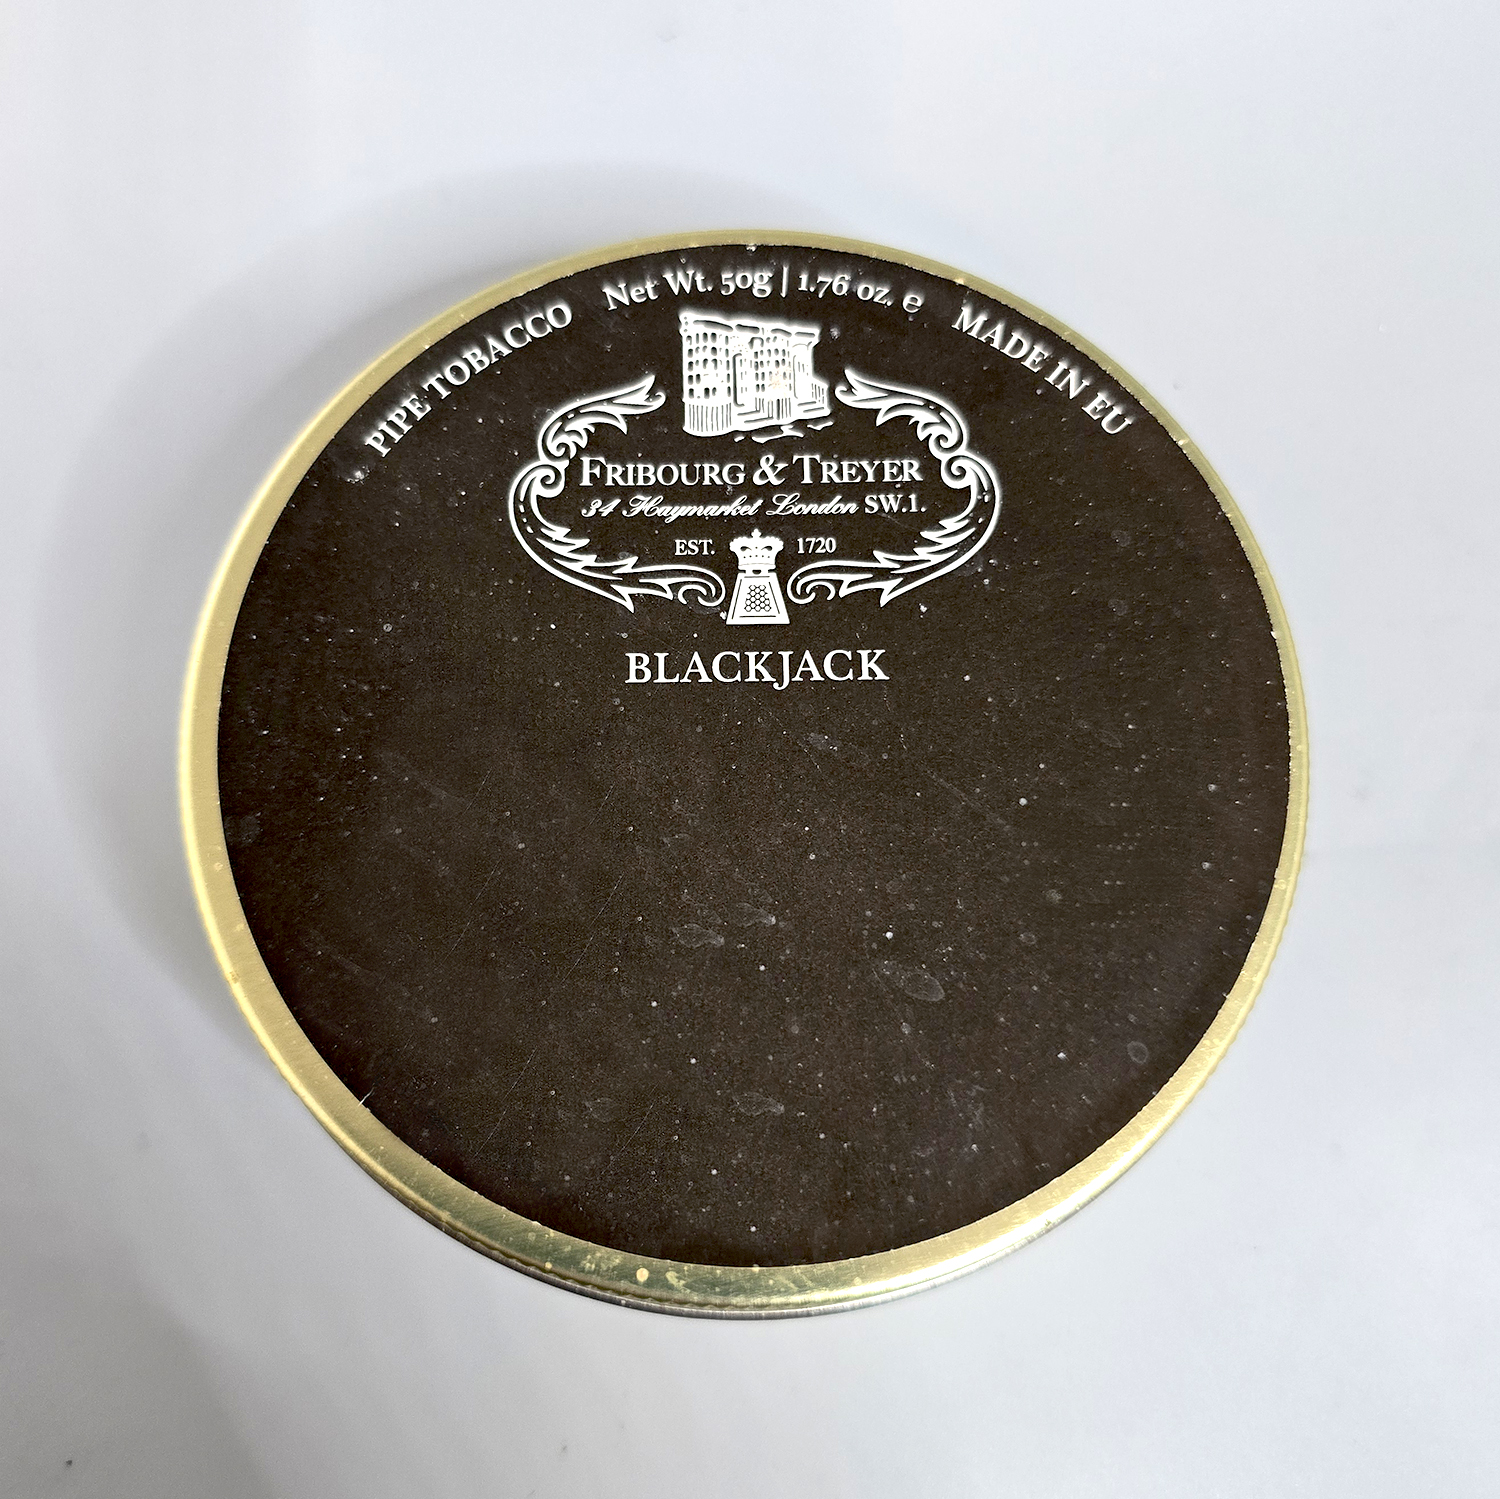 PIPE TOBACCO
Net Wt. 50g | 1.76 oz. e
MADE IN EU
FRIBOURG & TREYER
34 Haymarket London SW.1.
EST. 1720
BLACKJACK